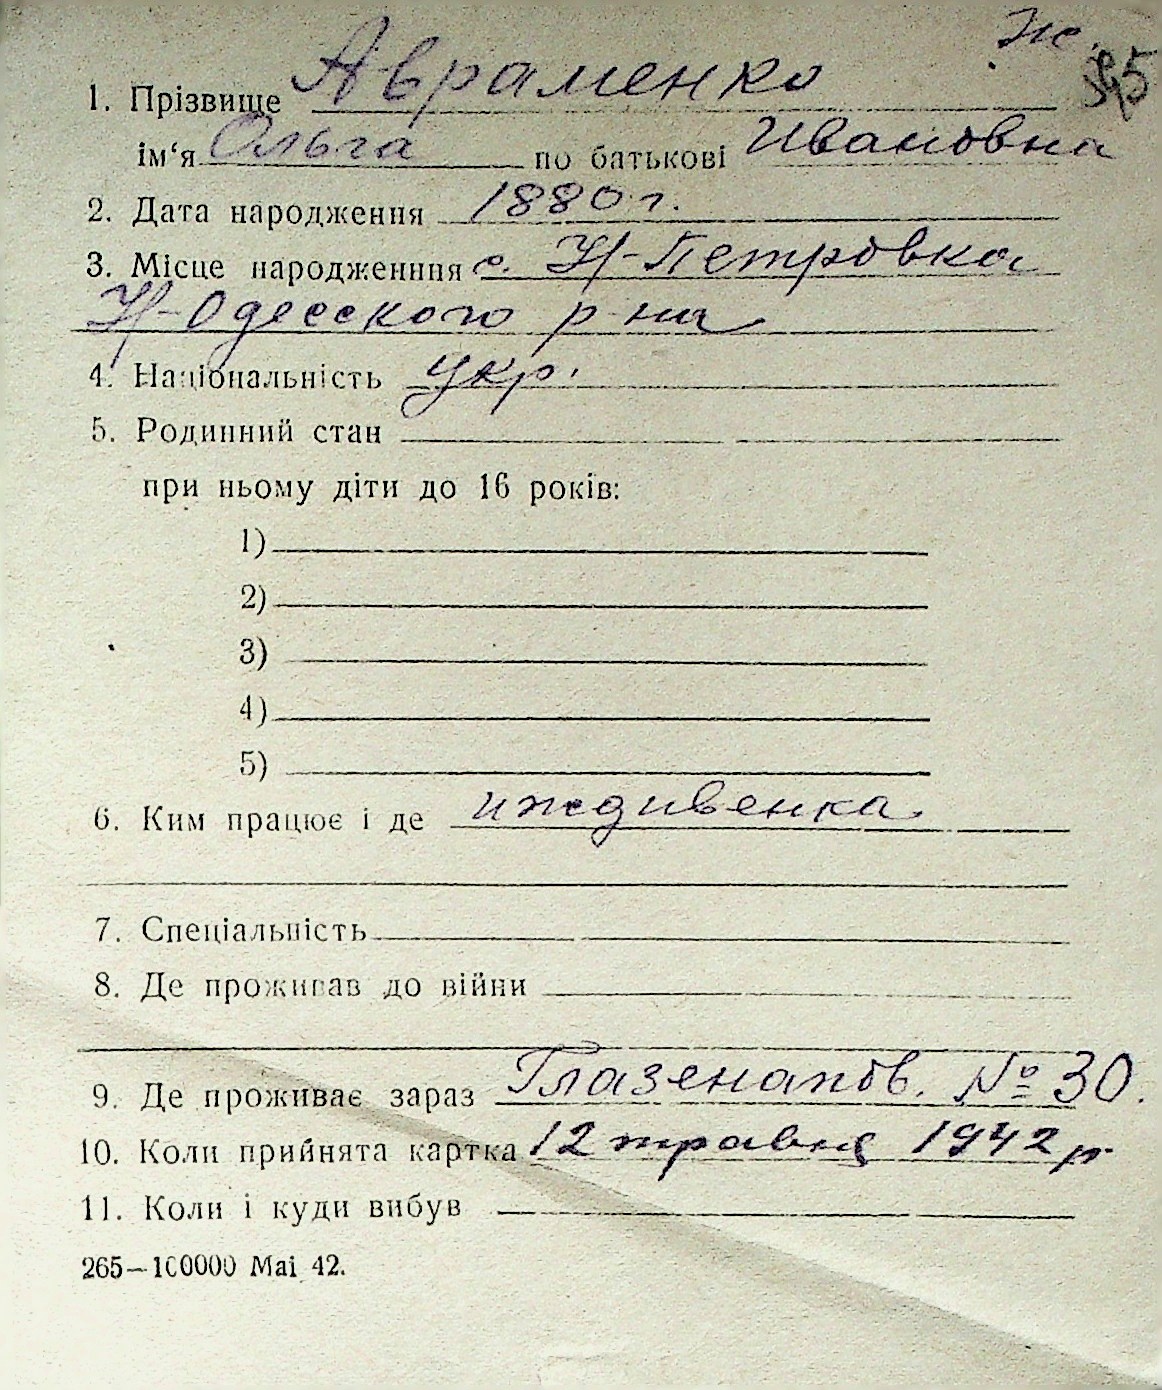 Ж.
1. Прізвище Авраменко
ім‘я Ольга по батькові Ивановна
2. Дата народження 1880 г.
3. Місце народженння с. Н-Петровка
Н-Одесского р-на
4. Національність укр.
5. Родинний стан
при ньому діти до 16 років:
1)
2)
3)
4)
5)
6. Ким працює і де иждивенка
7. Спеціальність
8. Де проживав до війни
9. Де проживає зараз Глазенапов. № 30.
10. Коли прийнята картка 12 травня 1942 р.
11. Коли і куди вибув
265—100000 Mai 42.